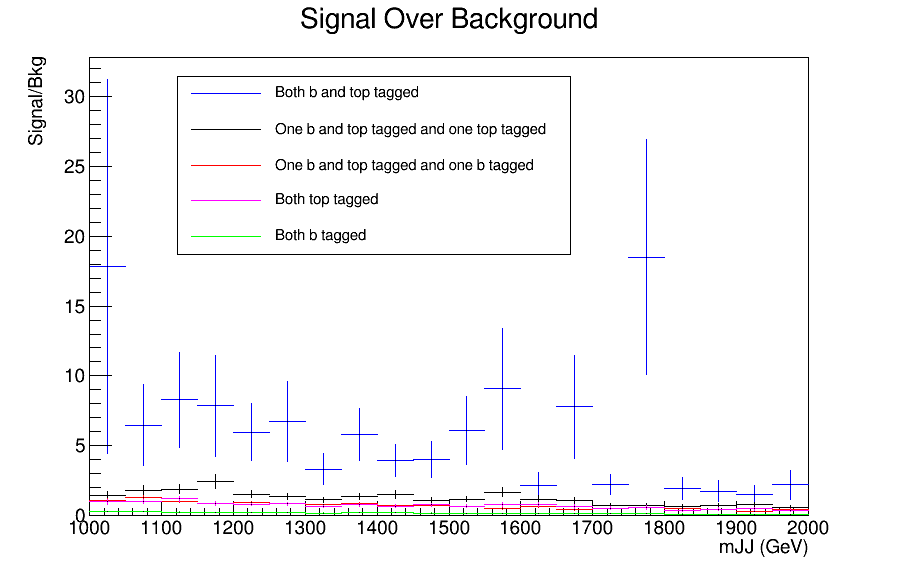 Signal Over Background
Signal/Bkg
30
25
20
15
10
5
0
Both b and top tagged
One b and top tagged and one top tagged
One b and top tagged and one b tagged
Both top tagged
Both b tagged
1000 1100 1200 1300 1400 1500 1600 1700 1800 1900 2000
mJJ (GeV)